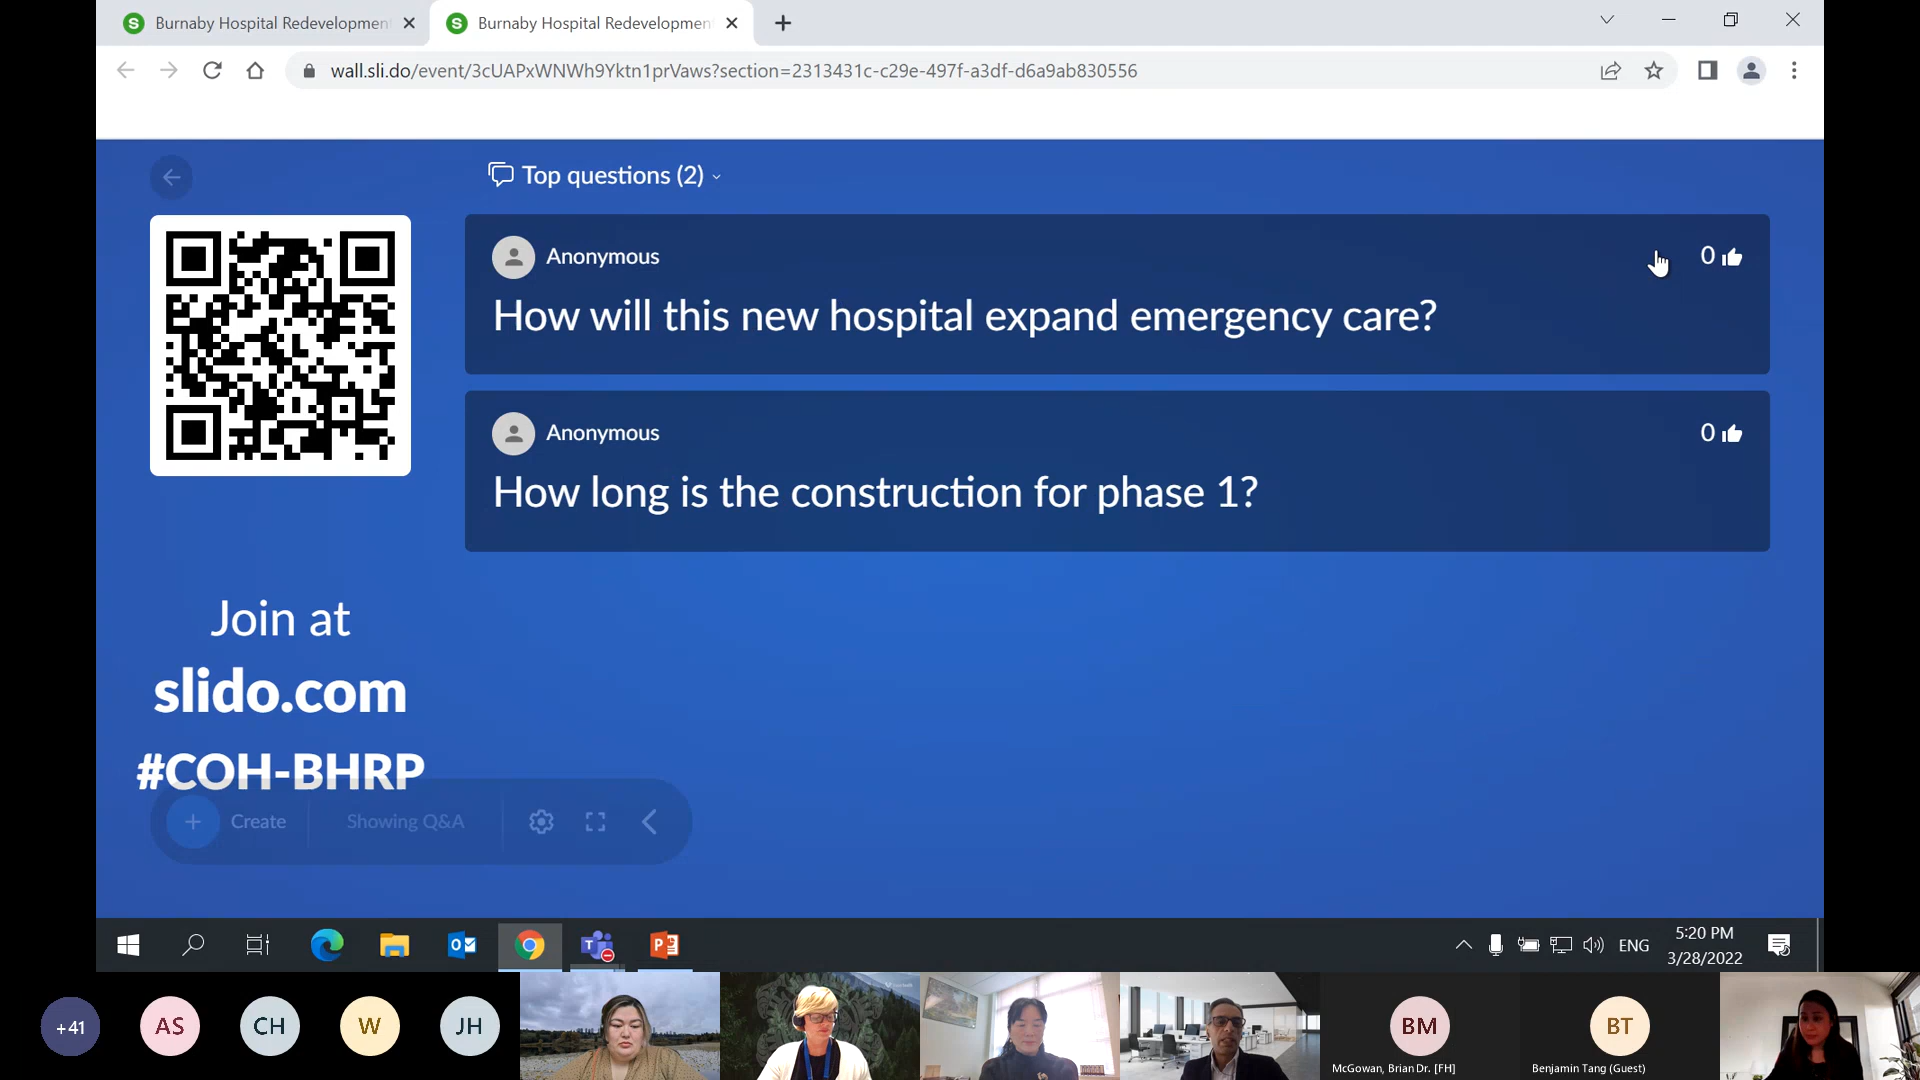 Burnaby Hospital Redevelopment
Burnaby Hospital Redevelopmen
wall.sli.do/event/3cUAPxWNWh9Yktn1prVaws?section=2313431c-c29e-497f-a3df-d6a9ab830556
Top questions (2)
Anonymous
0
How will this new hospital expand emergency care?
Anonymous
0
How long is the construction for phase 1?
Join at
slido.com
#COH-BHRP
Create
Showing Q&A
ENG
5:20 PM
3/28/2022
+41
AS
CH
W
JH
BM
McGowan, Brian Dr. [FH]
BT
Benjamin Tang (Guest)